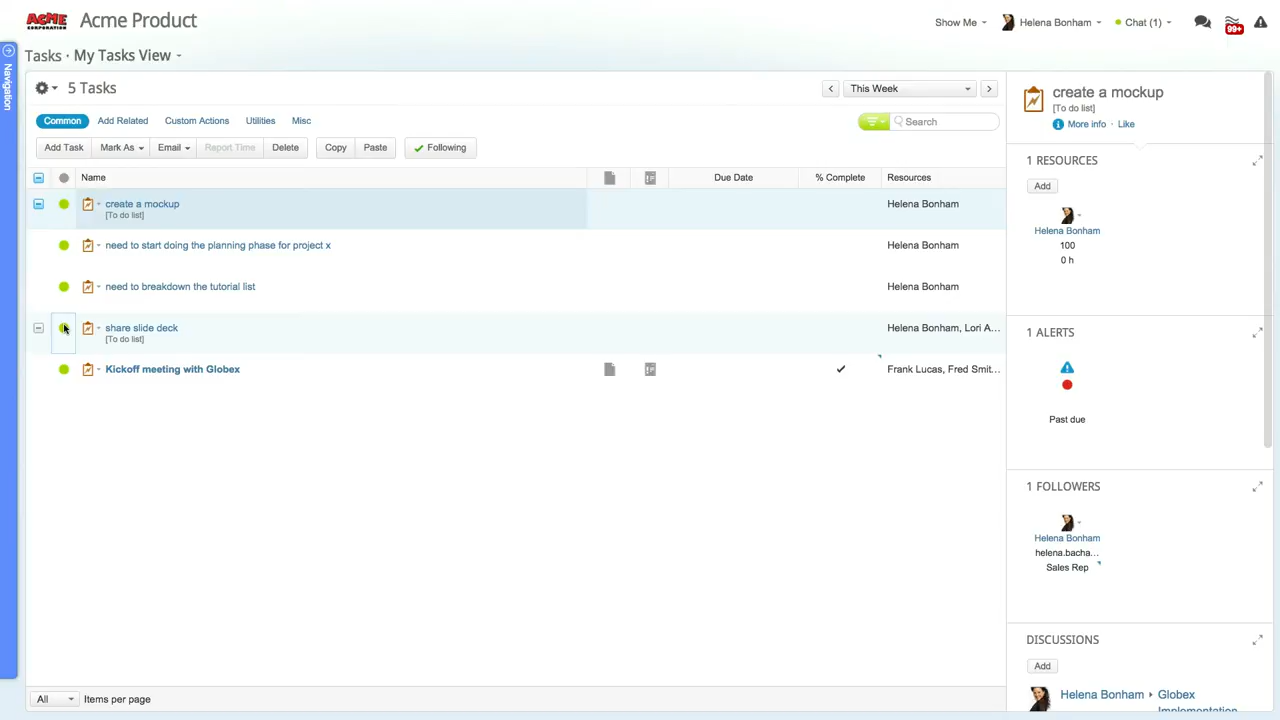 ACME
CORPORATION
Acme Product
Show Me
Helena Bonham
Chat (1)
99+
Navigation
Tasks · My Tasks View
5 Tasks
This Week
Common
Add Related
Custom Actions
Utilities
Misc
Search
Add Task
Mark As
Email
Report Time
Delete
Copy
Paste
Following
Name
Due Date
% Complete
Resources
create a mockup
[To do list]
Helena Bonham
need to start doing the planning phase for project x
Helena Bonham
need to breakdown the tutorial list
Helena Bonham
share slide deck
[To do list]
Helena Bonham, Lori A...
Kickoff meeting with Globex
Frank Lucas, Fred Smit...
All
Items per page
create a mockup
[To do list]
More info · Like
1 RESOURCES
Add
Helena Bonham
100
0 h
1 ALERTS
Past due
1 FOLLOWERS
Helena Bonham
helena.bacha...
Sales Rep
DISCUSSIONS
Add
Helena Bonham
Globex
Implementation